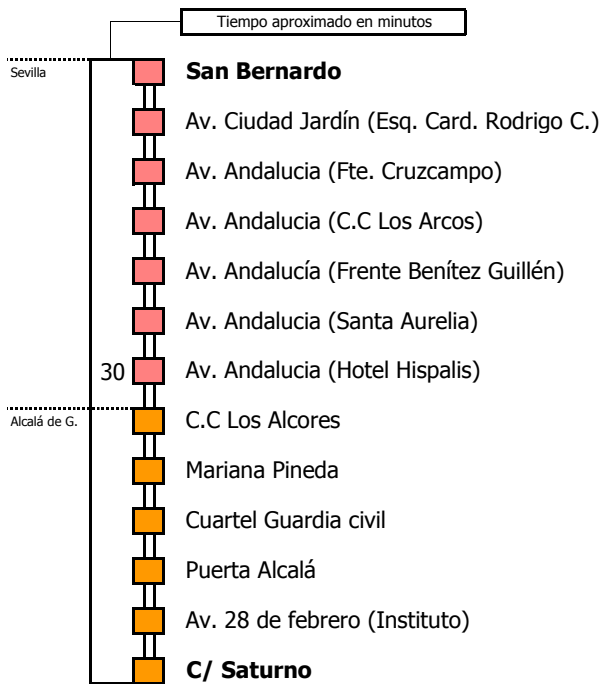 Tiempo aproximado en minutos
Sevilla
San Bernardo
Av. Ciudad Jardín (Esq. Card. Rodrigo C.)
Av. Andalucia (Fte. Cruzcampo)
Av. Andalucia (C.C Los Arcos)
Av. Andalucía (Frente Benítez Guillén)
Av. Andalucia (Santa Aurelia)
30 Av. Andalucia (Hotel Hispalis)
Alcalá de G.
C.C Los Alcores
Mariana Pineda
Cuartel Guardia civil
Puerta Alcalá
Av. 28 de febrero (Instituto)
C/ Saturno